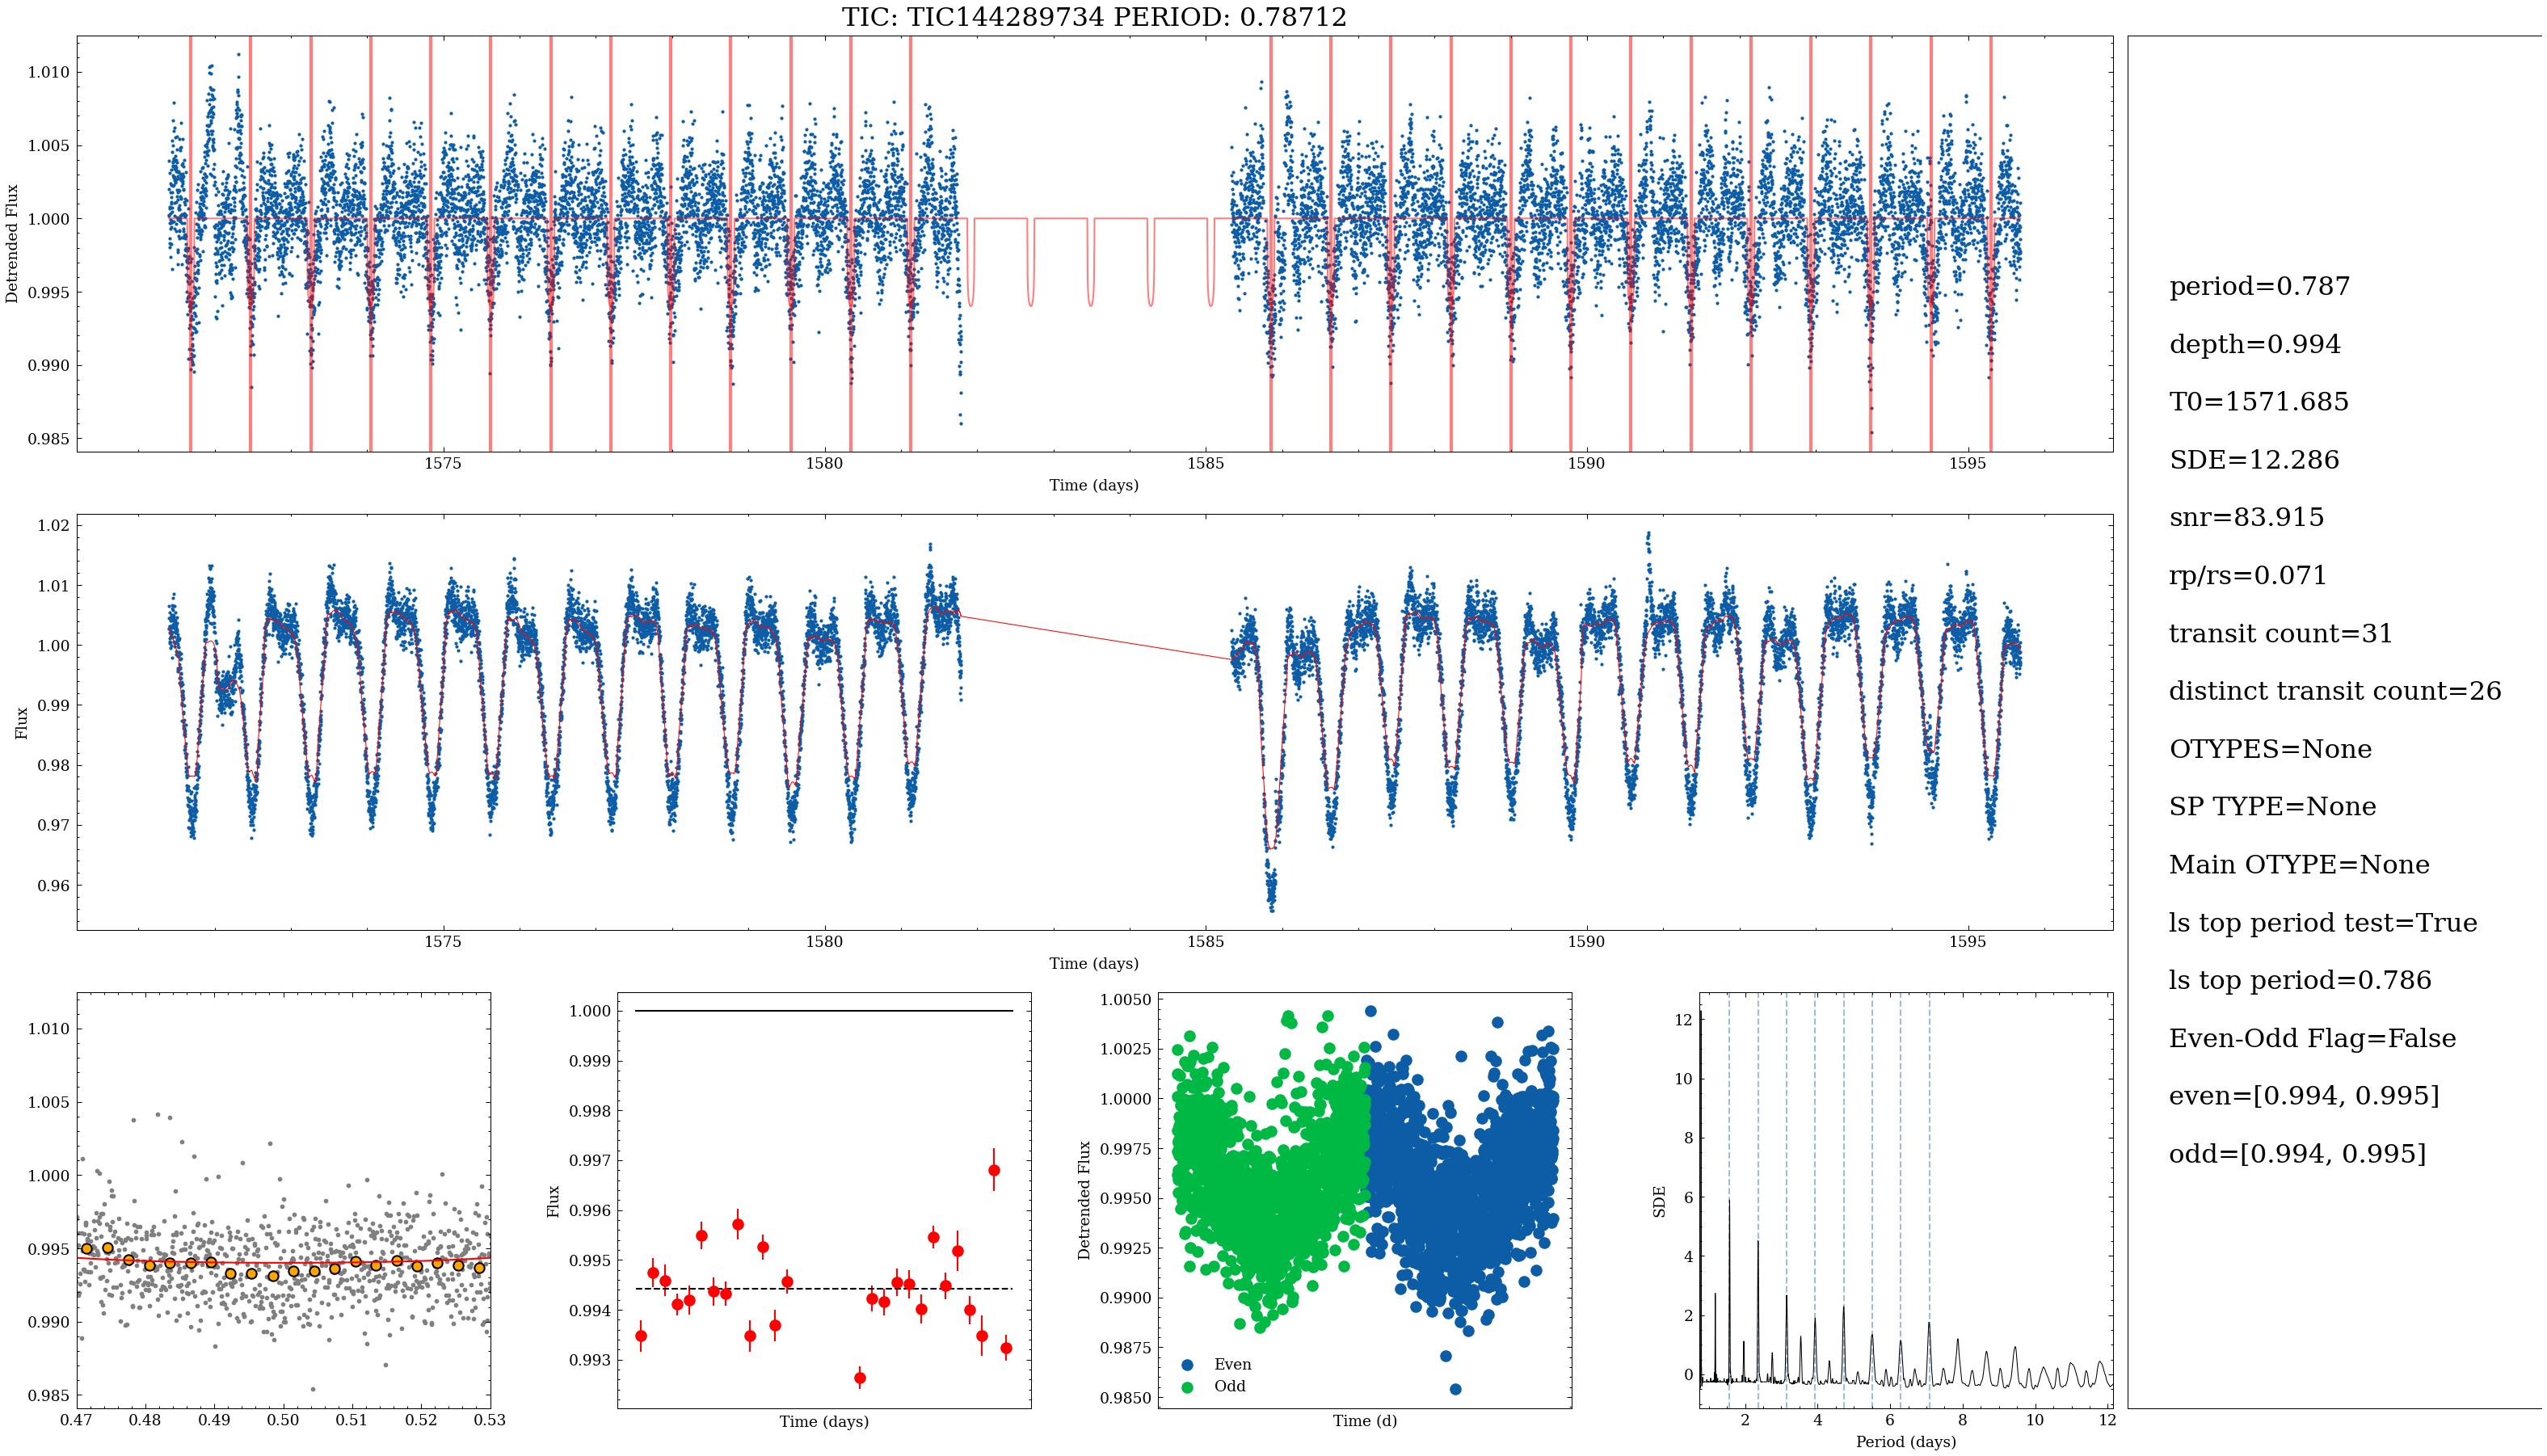 TIC: TIC144289734 PERIOD: 0.78712
1.010
1.005
1.000
0.995
0.990
0.985
Detrended Flux
1575
1580
1585
1590
1595
Time (days)
1.02
1.01
1.00
0.99
0.98
0.97
0.96
Flux
1575
1580
1585
1590
1595
Time (days)
1.010
1.005
1.000
0.995
0.990
0.985
0.47
0.48
0.49
0.50
0.51
0.52
0.53
1.000
0.999
0.998
0.997
0.996
0.995
0.994
0.993
Flux
Time (days)
1.0050
1.0025
1.0000
0.9975
0.9950
0.9925
0.9900
0.9875
0.9850
Detrended Flux
Even
Odd
Time (d)
12
10
8
6
4
2
0
SDE
2
4
6
8
10
12
Period (days)
period=0.787
depth=0.994
T0=1571.685
SDE=12.286
snr=83.915
rp/rs=0.071
transit count=31
distinct transit count=26
OTYPES=None
SP TYPE=None
Main OTYPE=None
ls top period test=True
ls top period=0.786
Even-Odd Flag=False
even=[0.994, 0.995]
odd=[0.994, 0.995]